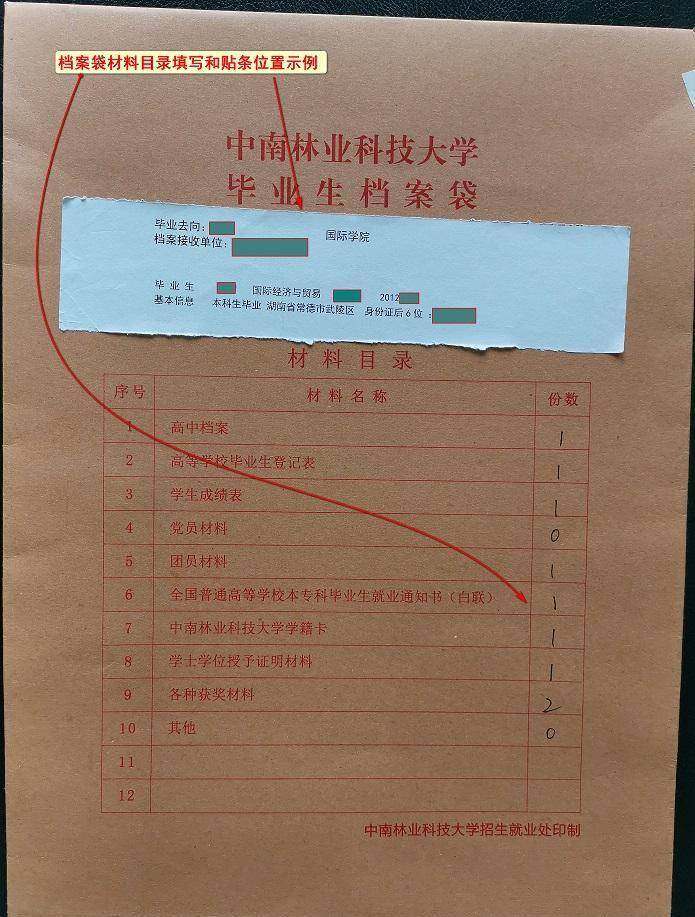 档案袋材料目录填写和贴条位置示例
中南林业科技大学
毕业生档案袋
毕业去向:
国际学院
档案接收单位:
毕业生 国际经济与贸易 2012
基本信息 本科生毕业 湖南省常德市武陵区 身份证后6位:
材料目录
序号 材料名称 份数
1 高中档案 1
2 高等学校毕业生登记表 1
3 学生成绩表 1
4 党员材料 0
5 团员材料 1
6 全国普通高等学校本专科毕业生就业通知书(白联) 1
7 中南林业科技大学学籍卡 1
8 学士学位授予证明材料 1
9 各种获奖材料 2
10 其他 0
11
12
中南林业科技大学招生就业处印制